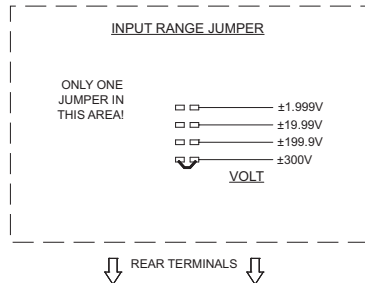 INPUT RANGE JUMPER
ONLY ONE
JUMPER IN
THIS AREA!
±1.999V
±19.99V
±199.9V
±300V
VOLT
REAR TERMINALS